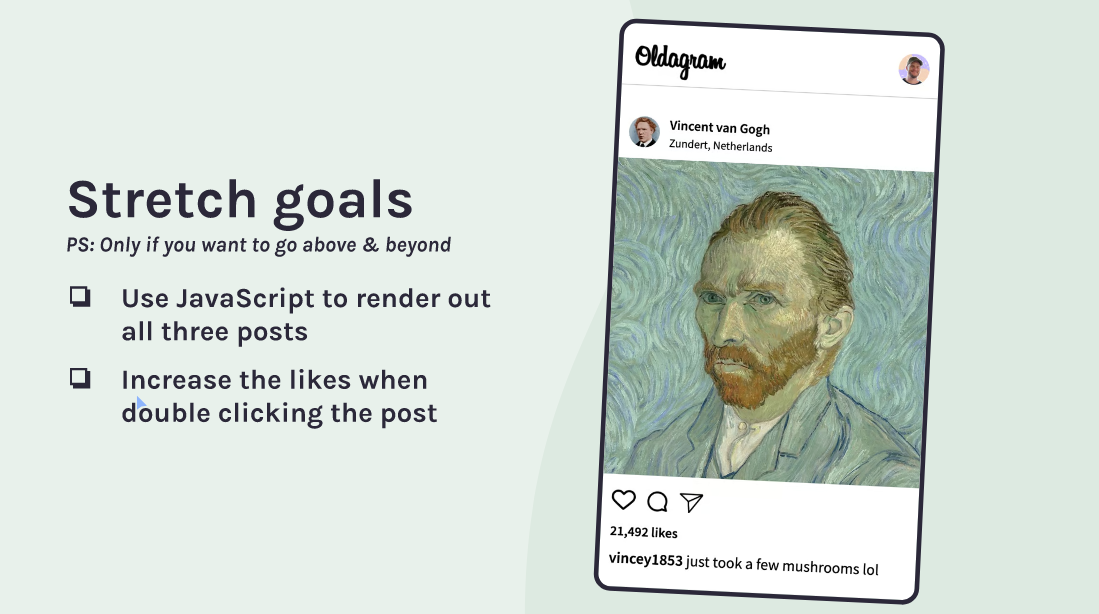 Stretch goals
PS: Only if you want to go above & beyond
Use JavaScript to render out
all three posts
Increase the likes when
double clicking the post
Oldagram
Vincent van Gogh
Zundert, Netherlands
21,492 likes
vincey1853 just took a few mushrooms lol